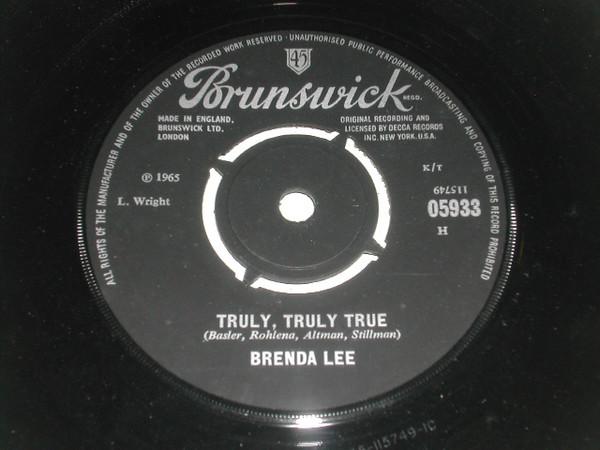 ALL RIGHTS OF THE MANUFACTURER AND OF THE OWNER OF THE RECORDED WORK RESERVED · UNAUTHORISED PUBLIC PERFORMANCE BROADCASTING AND COPYING OF THIS RECORD PROHIBITED
45
Brunswick
REGD.
MADE IN ENGLAND.
BRUNSWICK LTD.
LONDON
ORIGINAL RECORDING AND
LICENSED BY DECCA RECORDS
INC. NEW YORK. U.S.A.
K/T
℗ 1965
115749
L. Wright
05933
H
TRULY, TRULY TRUE
(Basler, Rohlena, Altman, Stillman)
BRENDA LEE
-115749-1C